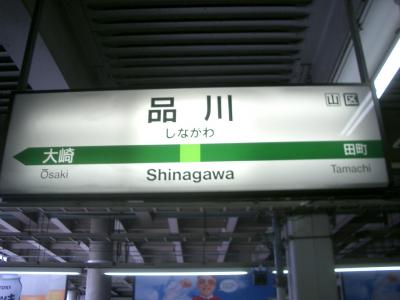 品川
山 区
しながわ
大崎
田町
Ōsaki
Shinagawa
Tamachi